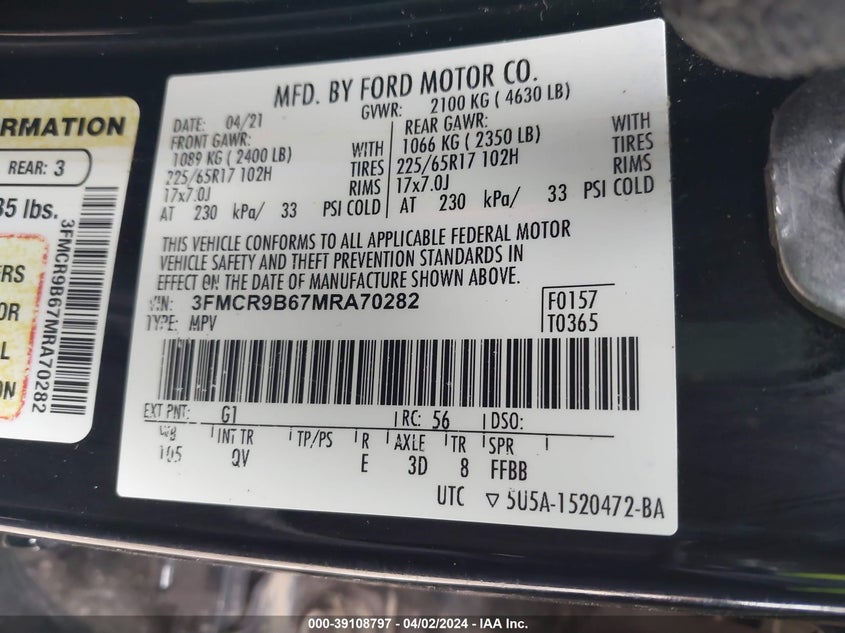 RMATION
REAR: 3
35 lbs.
3FMCR9B67MRA70282
ERS
OR
L
ON
MFD. BY FORD MOTOR CO.
DATE: 04/21 GVWR: 2100 KG ( 4630 LB)
FRONT GAWR: WITH REAR GAWR: WITH
1089 KG ( 2400 LB) TIRES 1066 KG ( 2350 LB) TIRES
225/65R17 102H RIMS 225/65R17 102H RIMS
17x7.0J 17x7.0J
AT 230 kPa/ 33 PSI COLD AT 230 kPa/ 33 PSI COLD
THIS VEHICLE CONFORMS TO ALL APPLICABLE FEDERAL MOTOR
VEHICLE SAFETY AND THEFT PREVENTION STANDARDS IN
EFFECT ON THE DATE OF MANUFACTURE SHOWN ABOVE.
VIN: 3FMCR9B67MRA70282 F0157
TYPE: MPV T0365
EXT PNT: G1 RC: 56 DSO:
WB INT TR TP/PS R AXLE TR SPR
105 QV E 3D 8 FFBB
UTC ▽ 5U5A-1520472-BA
000-39108797 - 04/02/2024 - IAA Inc.